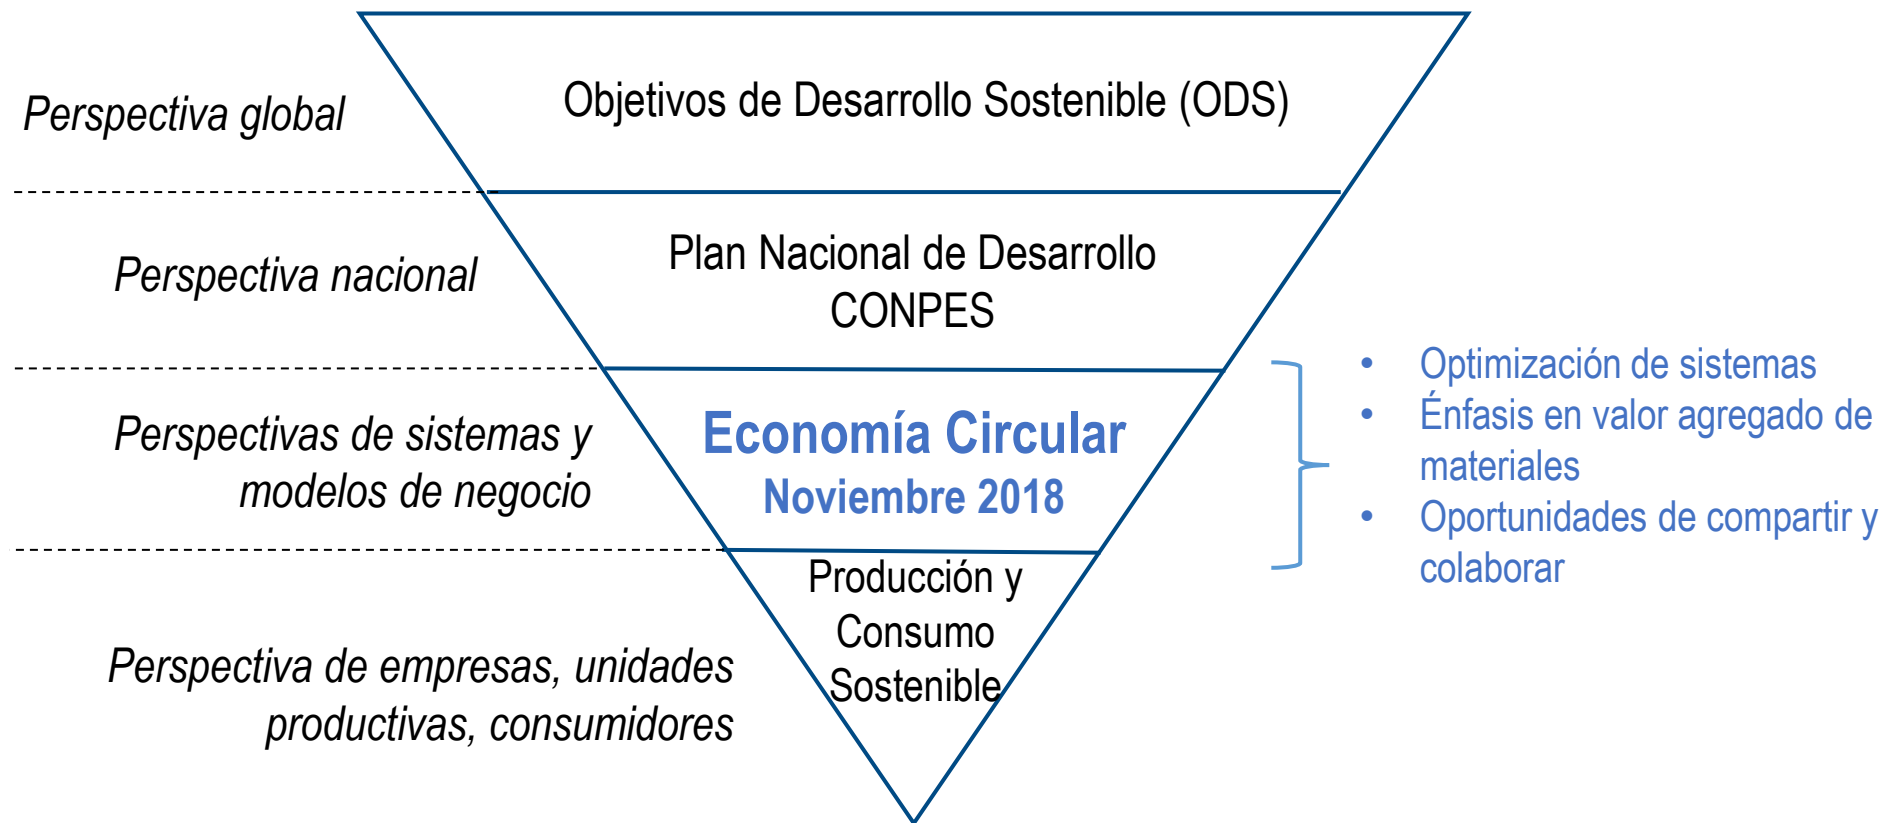 Perspectiva global
Objetivos de Desarrollo Sostenible (ODS)
Perspectiva nacional
Plan Nacional de Desarrollo
CONPES
Perspectivas de sistemas y
modelos de negocio
Economía Circular
Noviembre 2018
• Optimización de sistemas
• Énfasis en valor agregado de
materiales
• Oportunidades de compartir y
colaborar
Perspectiva de empresas, unidades
productivas, consumidores
Producción y
Consumo
Sostenible